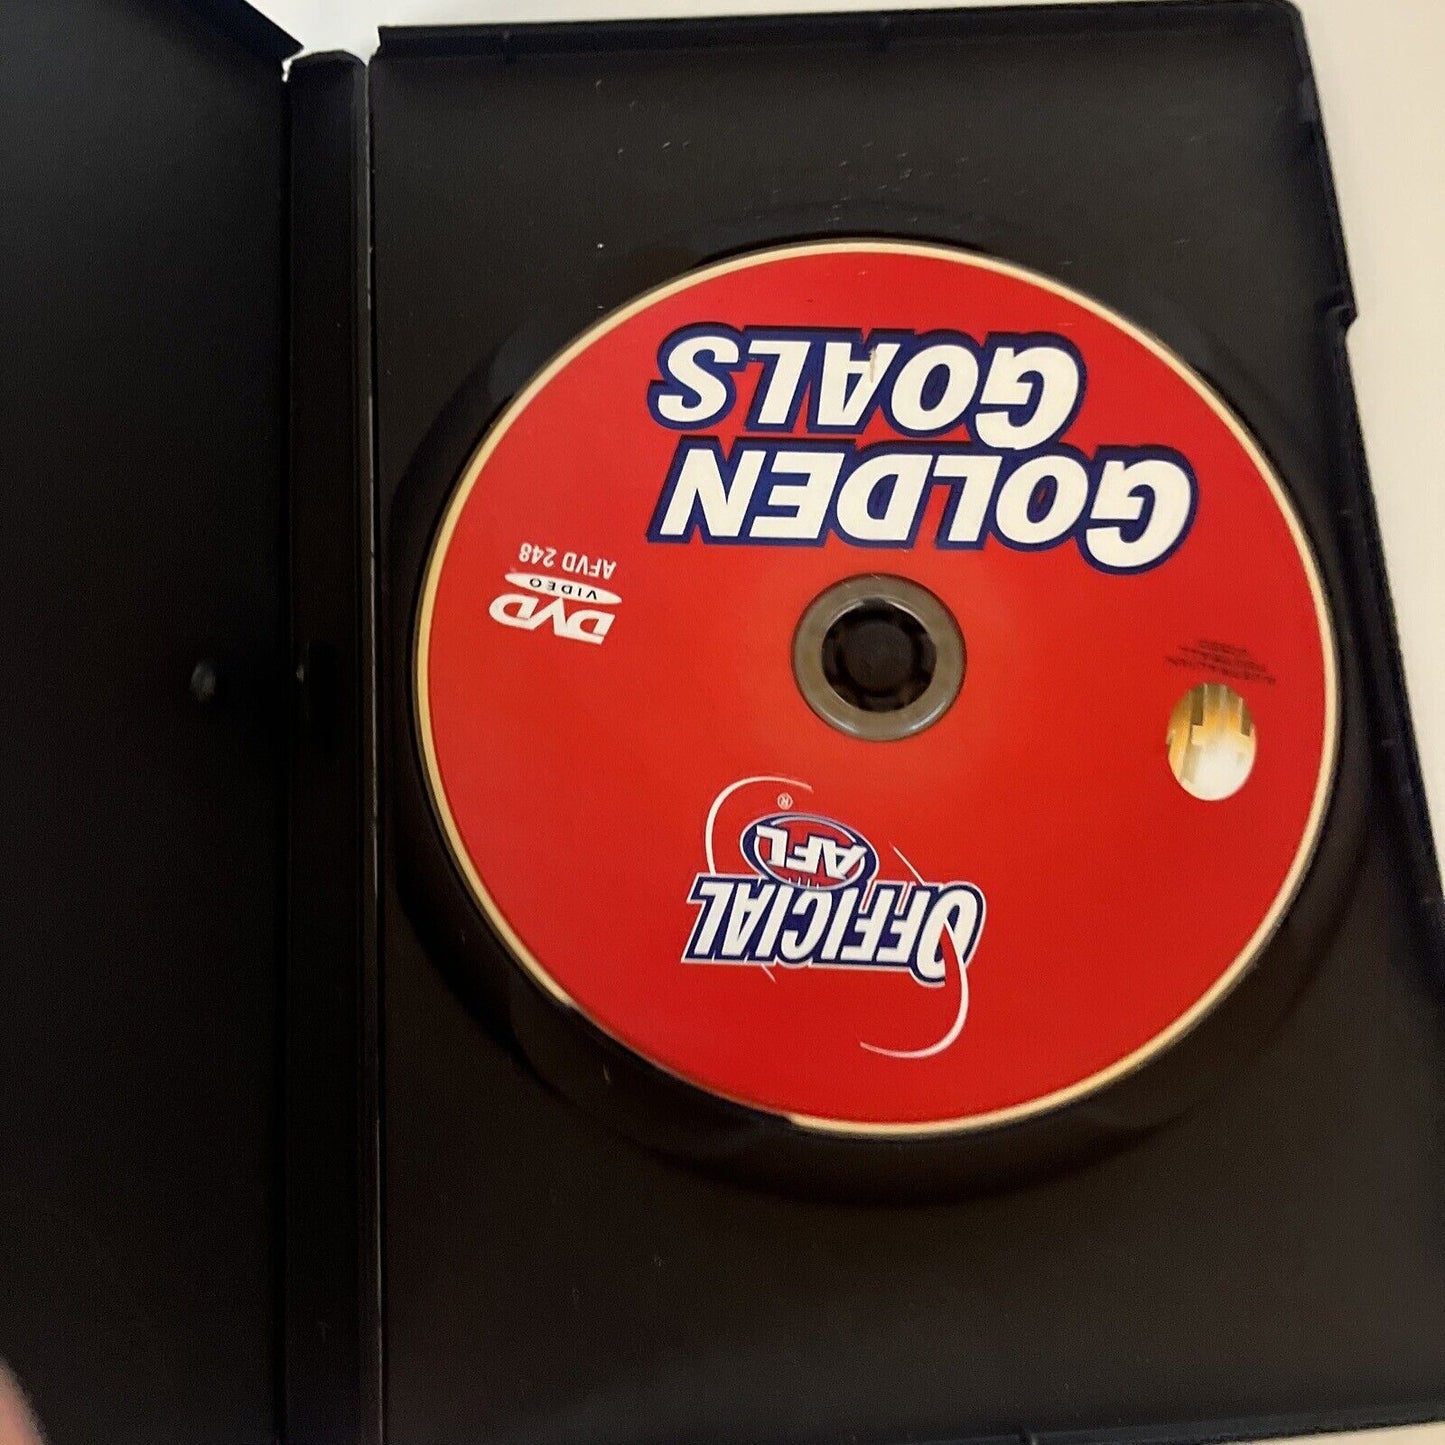 OFFICIAL
AFL
®
DVD
VIDEO
AFVD 248
GOLDEN
GOALS